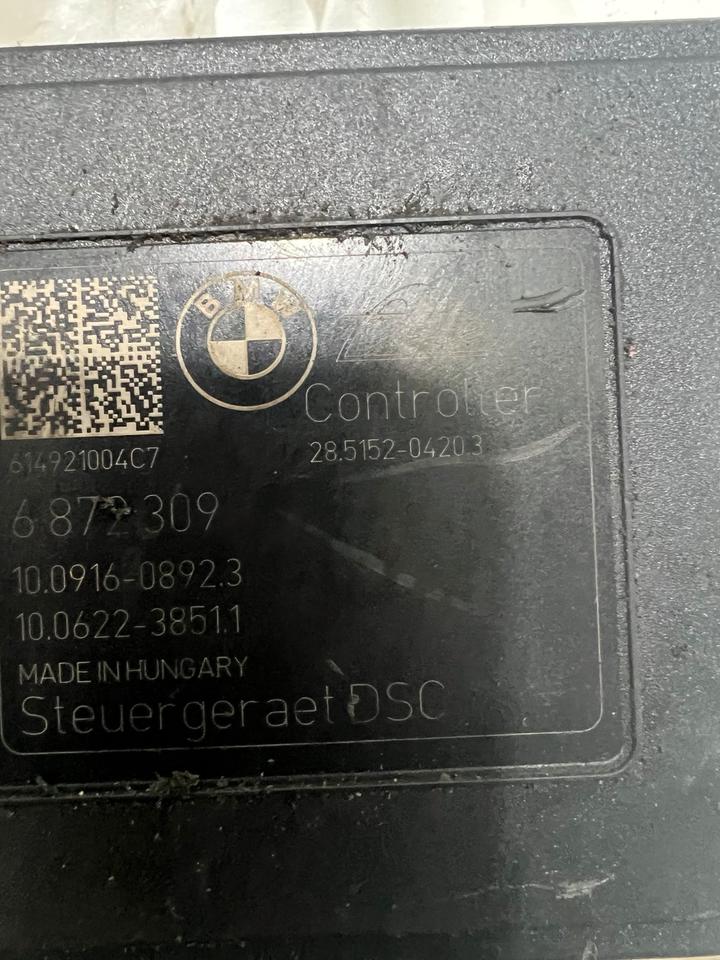 BMW
Controller
614921004C7
28.5152-0420.3
6 872 309
10.0916-0892.3
10.0622-3851.1
MADE IN HUNGARY
Steuergeraet DSC